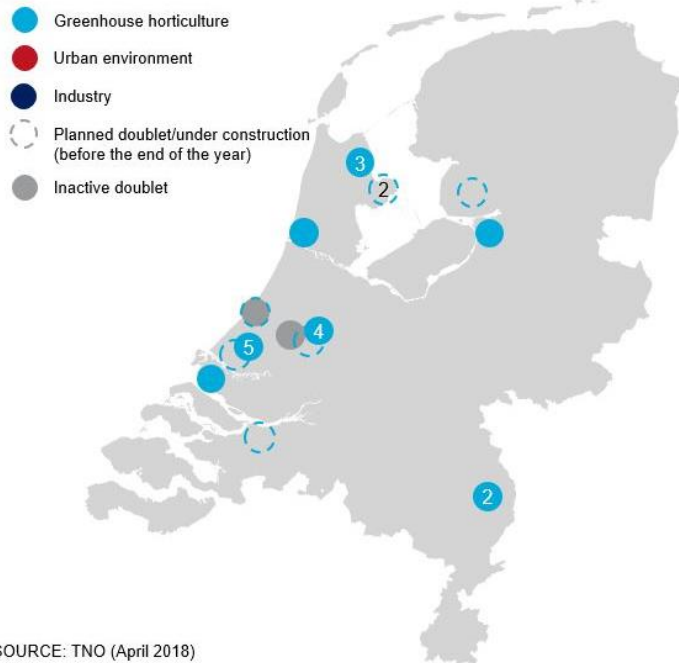 Greenhouse horticulture
Urban environment
Industry
Planned doublet/under construction
(before the end of the year)
Inactive doublet
3
2
4
5
2
SOURCE: TNO (April 2018)